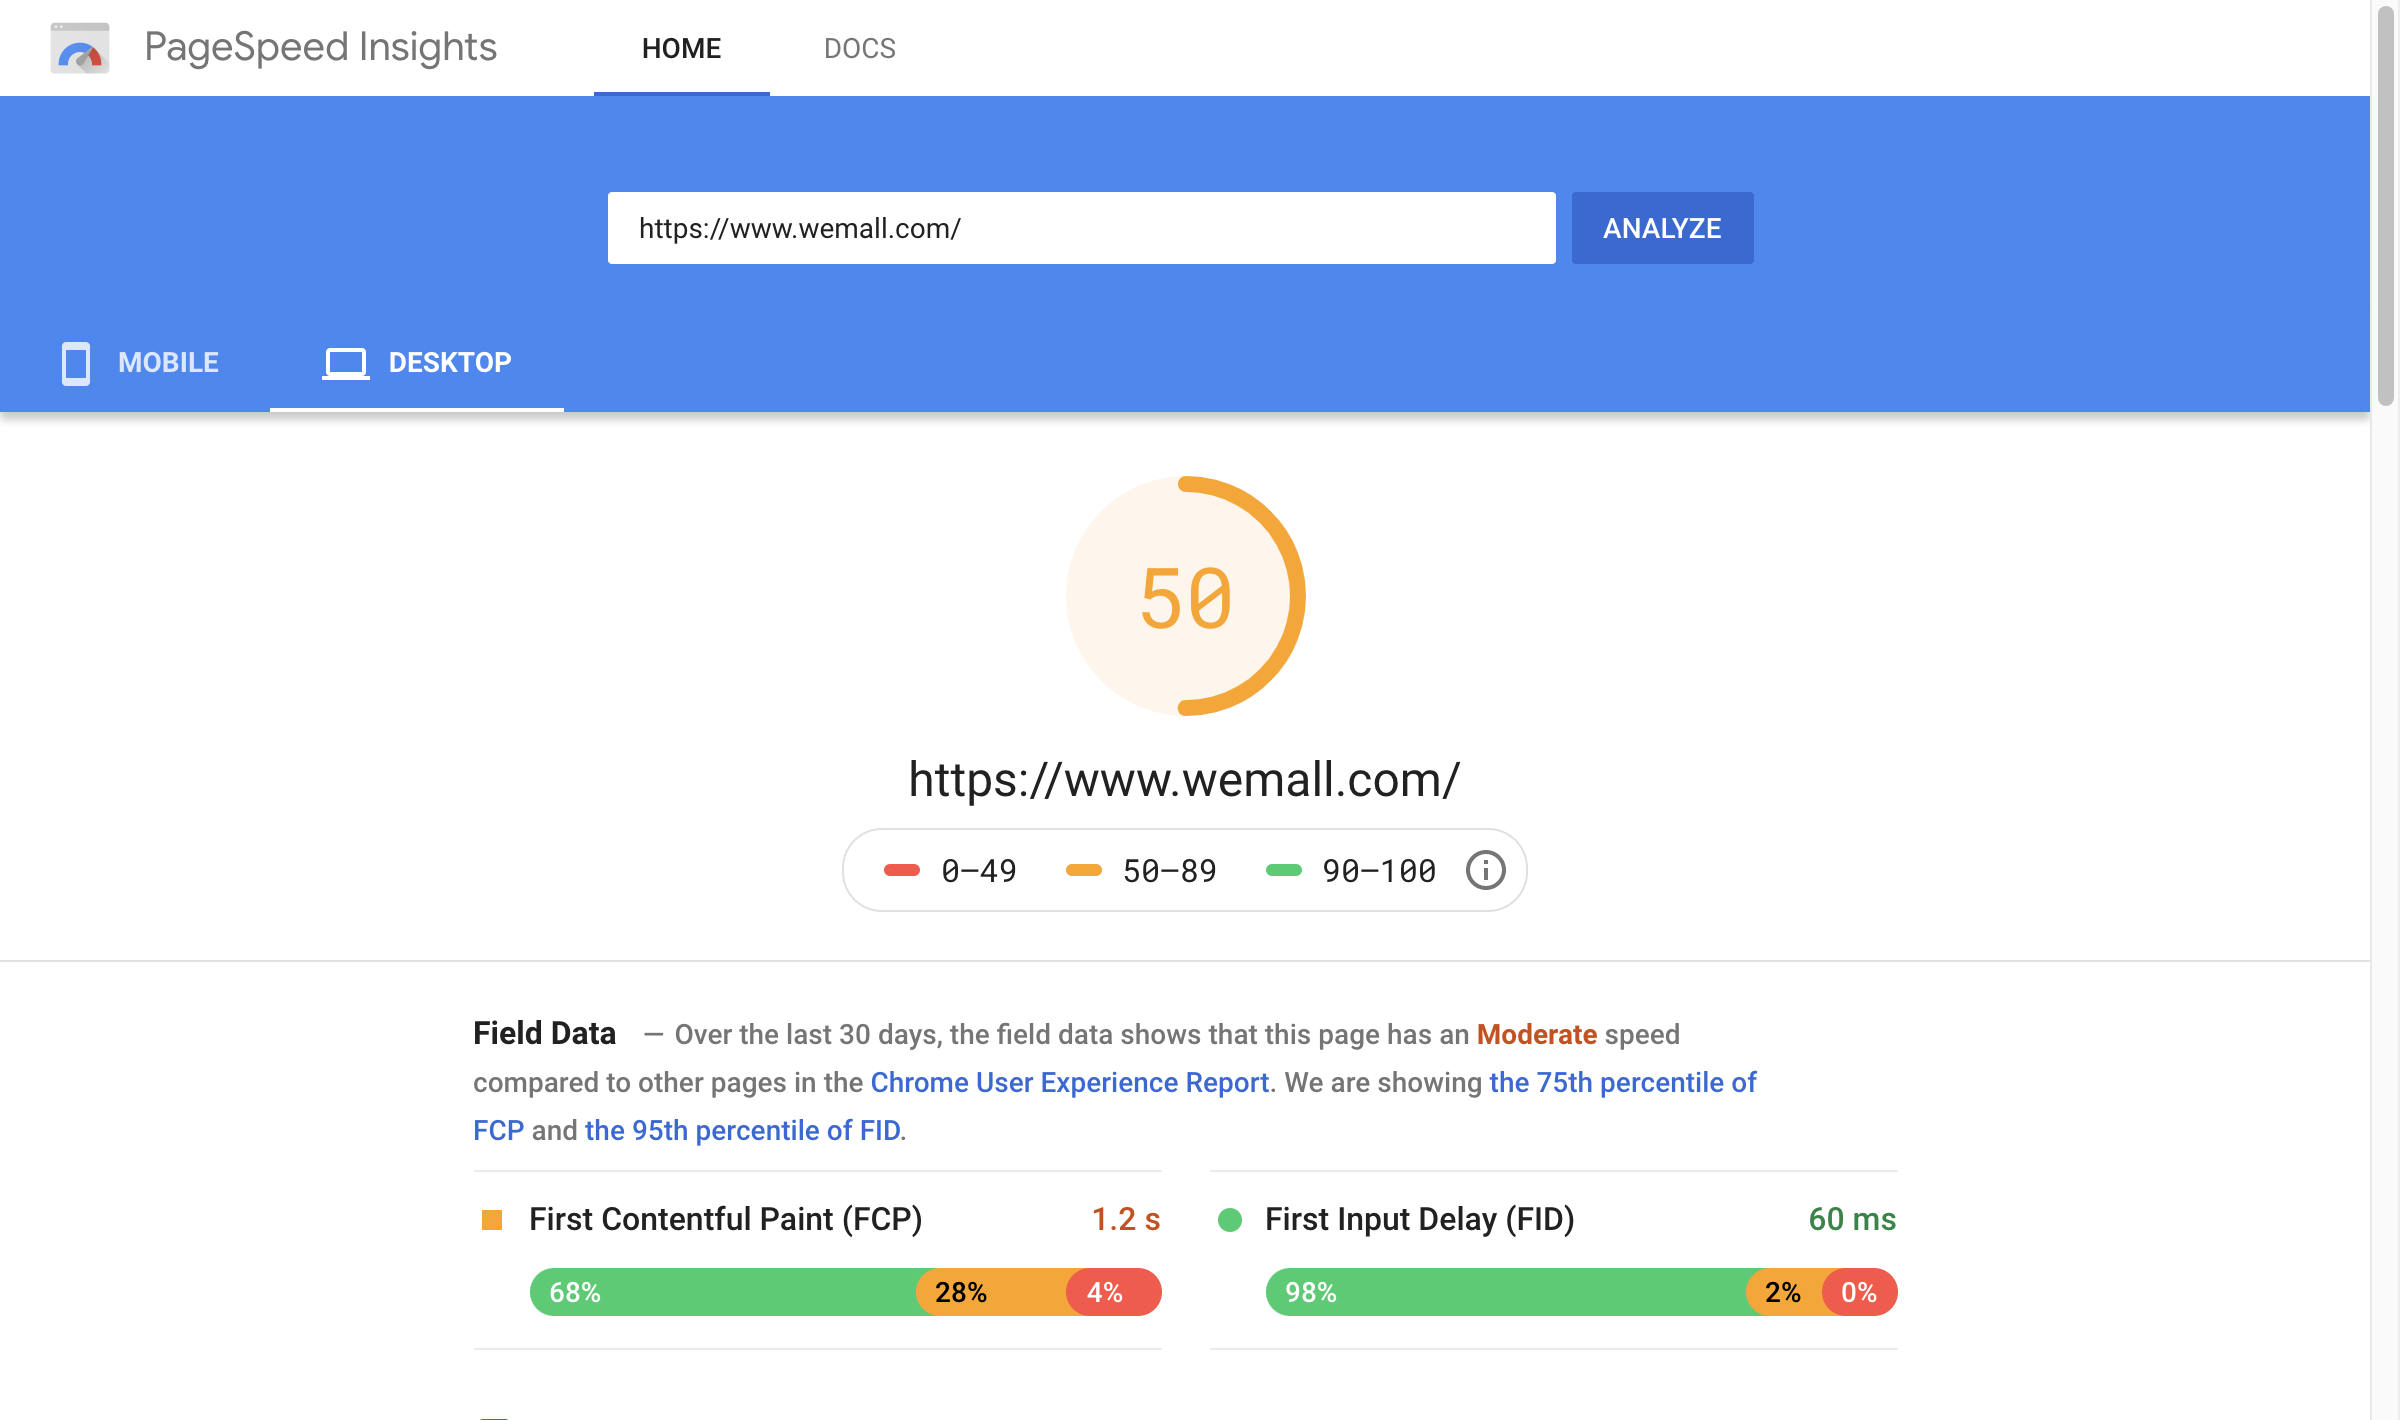 PageSpeed Insights
HOME
DOCS
https://www.wemall.com/
ANALYZE
MOBILE
DESKTOP
50
https://www.wemall.com/
0–49
50–89
90–100
Field Data — Over the last 30 days, the field data shows that this page has an Moderate speed
compared to other pages in the Chrome User Experience Report. We are showing the 75th percentile of
FCP and the 95th percentile of FID.
First Contentful Paint (FCP) 1.2 s
68% 28% 4%
First Input Delay (FID) 60 ms
98% 2% 0%